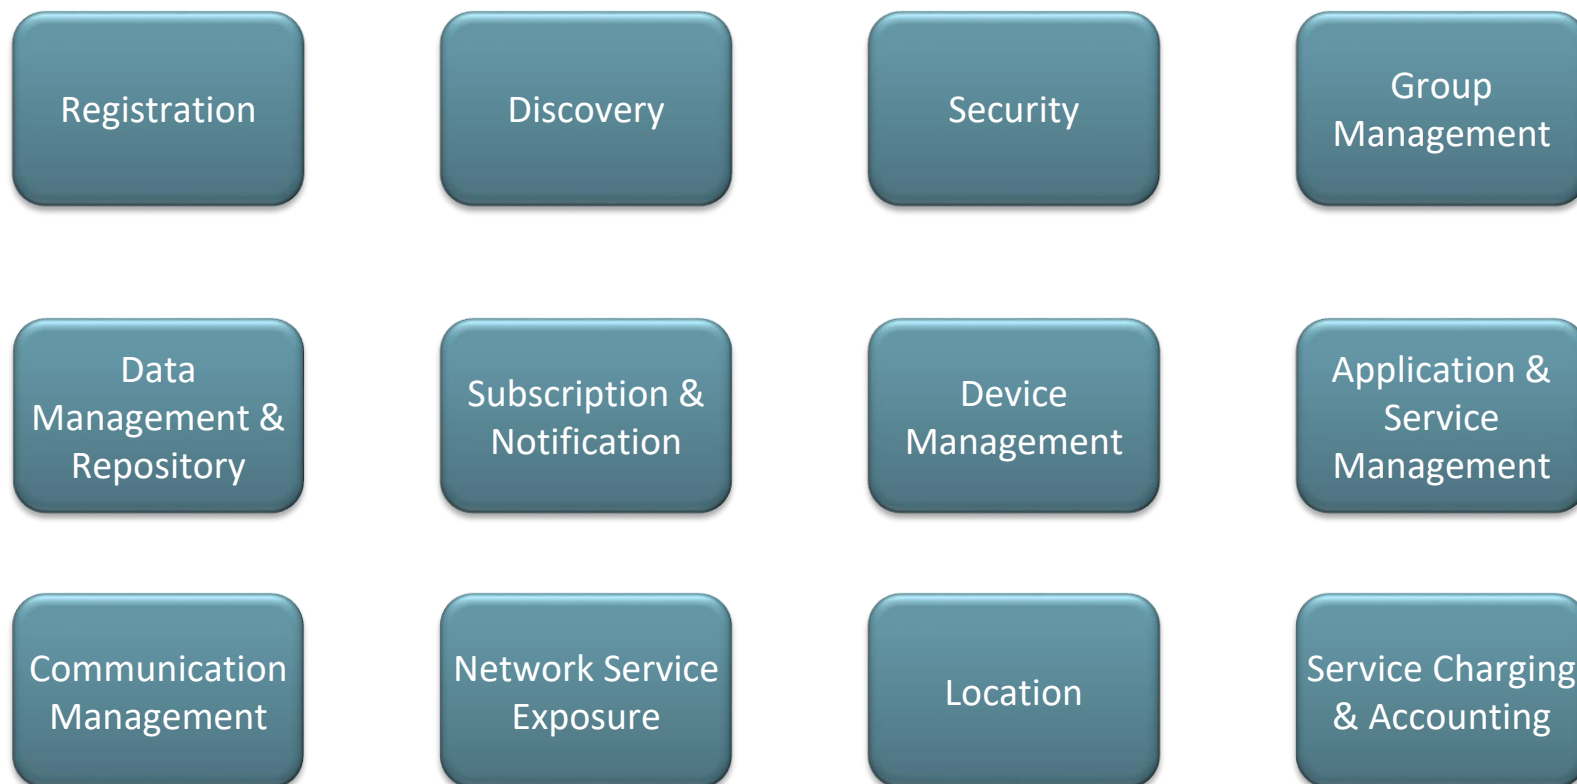 Registration
Discovery
Security
Group
Management
Data
Management &
Repository
Subscription &
Notification
Device
Management
Application &
Service
Management
Communication
Management
Network Service
Exposure
Location
Service Charging
& Accounting